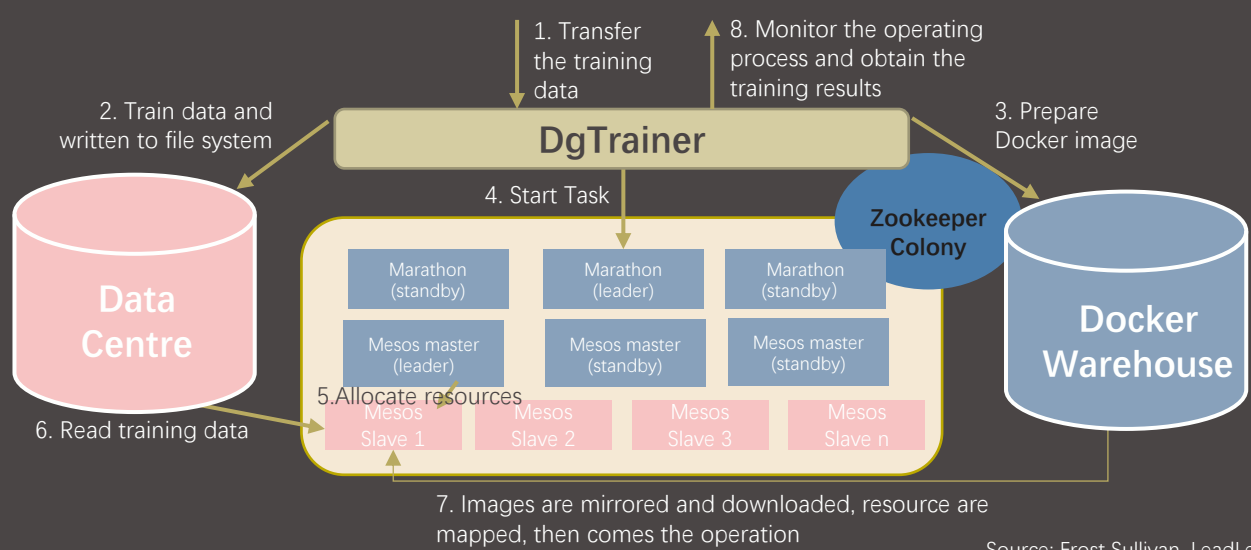 1. Transfer
the training
data
8. Monitor the operating
process and obtain the
training results
2. Train data and
written to file system
3. Prepare
Docker image
DgTrainer
4. Start Task
Zookeeper
Colony
Data
Centre
Docker
Warehouse
Marathon
(standby)
Marathon
(leader)
Marathon
(standby)
Mesos master
(leader)
Mesos master
(standby)
Mesos master
(standby)
5.Allocate resources
Mesos
Slave 1
Mesos
Slave 2
Mesos
Slave 3
Mesos
Slave n
6. Read training data
7. Images are mirrored and downloaded, resource are
mapped, then comes the operation
Source: Frost Sullivan,